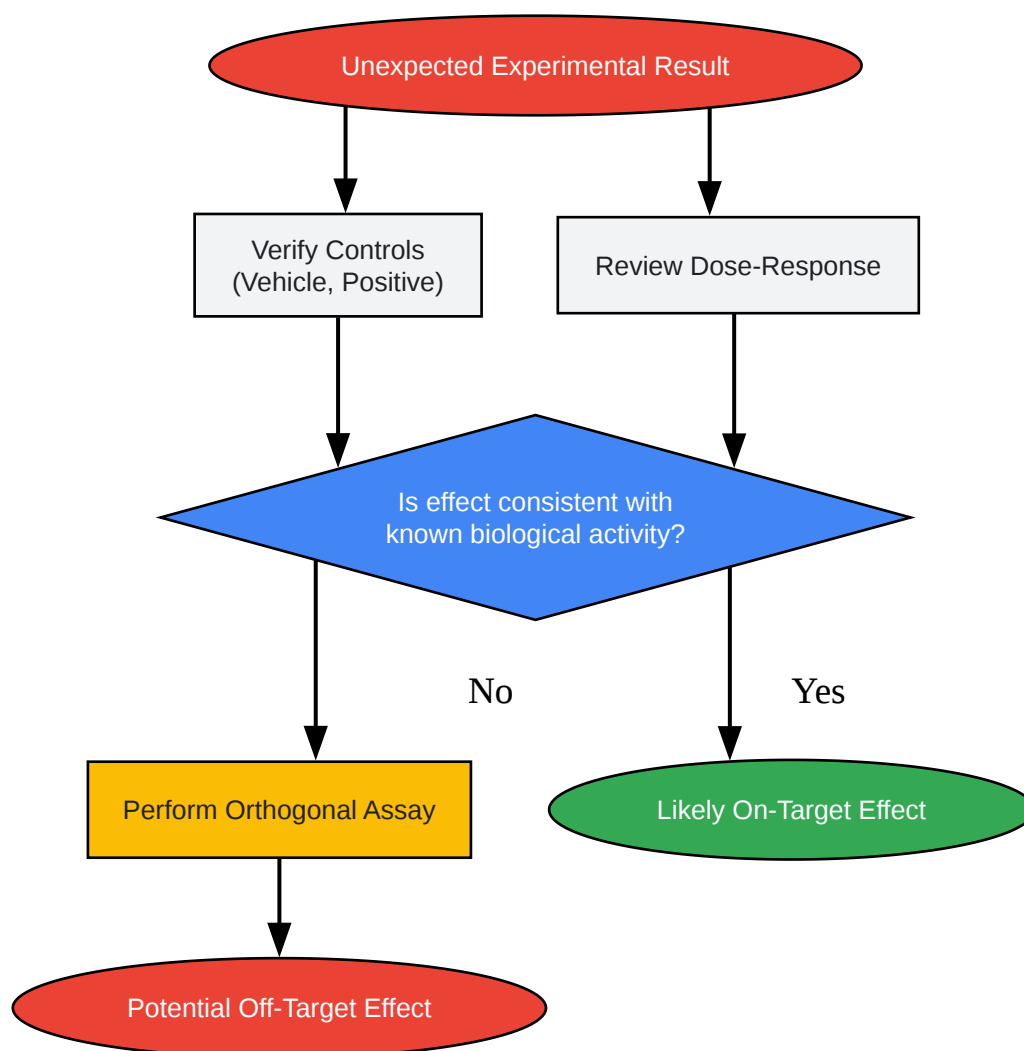 Unexpected Experimental Result
Verify Controls
(Vehicle, Positive)
Review Dose-Response
Is effect consistent with
known biological activity?
No
Yes
Perform Orthogonal Assay
Likely On-Target Effect
Potential Off-Target Effect